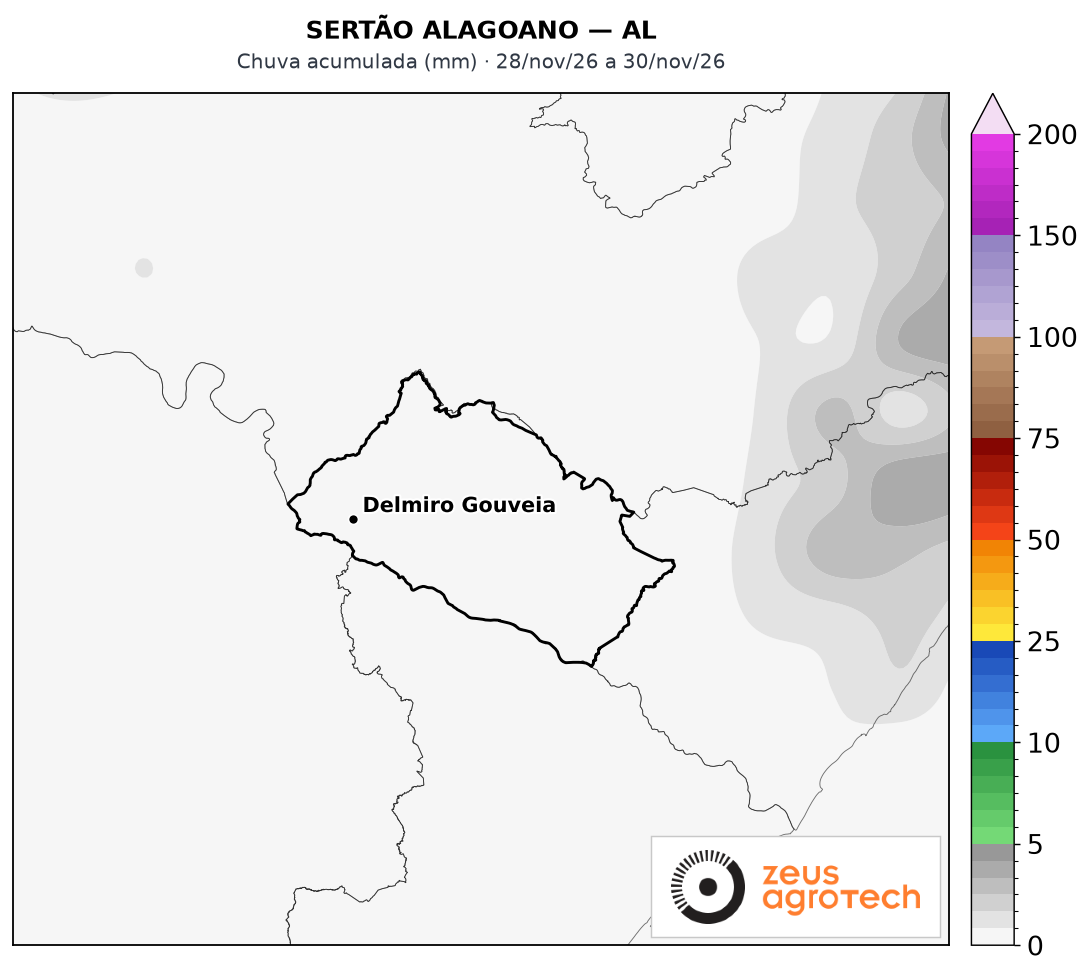 SERTÃO ALAGOANO — AL
Chuva acumulada (mm) · 28/nov/26 a 30/nov/26
200
150
100
75
50
25
10
5
0
Delmiro Gouveia
zeus
agroTech